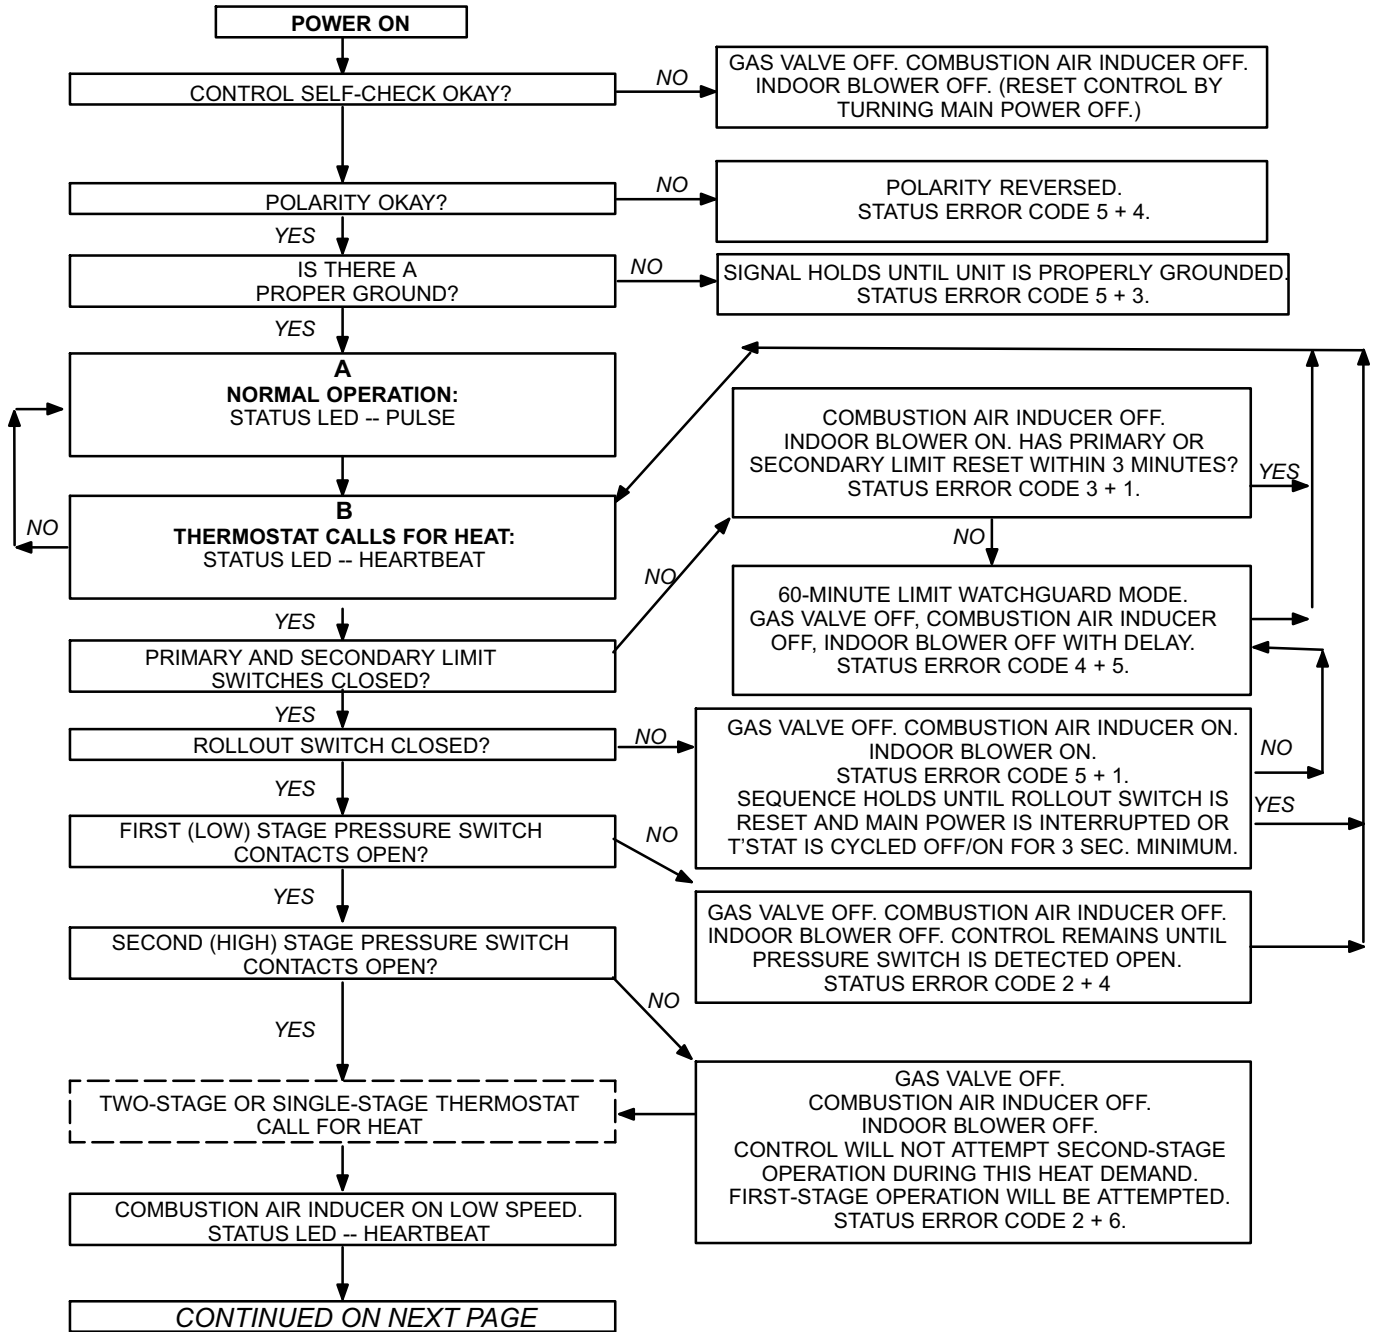 POWER ON
CONTROL SELF-CHECK OKAY?
NO
GAS VALVE OFF. COMBUSTION AIR INDUCER OFF.
INDOOR BLOWER OFF. (RESET CONTROL BY
TURNING MAIN POWER OFF.)
POLARITY OKAY?
NO
POLARITY REVERSED.
STATUS ERROR CODE 5 + 4.
YES
IS THERE A
PROPER GROUND?
NO
SIGNAL HOLDS UNTIL UNIT IS PROPERLY GROUNDED.
STATUS ERROR CODE 5 + 3.
YES
A
NORMAL OPERATION:
STATUS LED -- PULSE
COMBUSTION AIR INDUCER OFF.
INDOOR BLOWER ON. HAS PRIMARY OR
SECONDARY LIMIT RESET WITHIN 3 MINUTES?
STATUS ERROR CODE 3 + 1.
YES
NO
B
THERMOSTAT CALLS FOR HEAT:
STATUS LED -- HEARTBEAT
NO
NO
60-MINUTE LIMIT WATCHGUARD MODE.
GAS VALVE OFF, COMBUSTION AIR INDUCER
OFF, INDOOR BLOWER OFF WITH DELAY.
STATUS ERROR CODE 4 + 5.
YES
PRIMARY AND SECONDARY LIMIT
SWITCHES CLOSED?
YES
ROLLOUT SWITCH CLOSED?
NO
GAS VALVE OFF. COMBUSTION AIR INDUCER ON.
INDOOR BLOWER ON.
STATUS ERROR CODE 5 + 1.
SEQUENCE HOLDS UNTIL ROLLOUT SWITCH IS
RESET AND MAIN POWER IS INTERRUPTED OR
T'STAT IS CYCLED OFF/ON FOR 3 SEC. MINIMUM.
NO
YES
YES
FIRST (LOW) STAGE PRESSURE SWITCH
CONTACTS OPEN?
NO
GAS VALVE OFF. COMBUSTION AIR INDUCER OFF.
INDOOR BLOWER OFF. CONTROL REMAINS UNTIL
PRESSURE SWITCH IS DETECTED OPEN.
STATUS ERROR CODE 2 + 4
YES
SECOND (HIGH) STAGE PRESSURE SWITCH
CONTACTS OPEN?
NO
YES
GAS VALVE OFF.
COMBUSTION AIR INDUCER OFF.
INDOOR BLOWER OFF.
CONTROL WILL NOT ATTEMPT SECOND-STAGE
OPERATION DURING THIS HEAT DEMAND.
FIRST-STAGE OPERATION WILL BE ATTEMPTED.
STATUS ERROR CODE 2 + 6.
TWO-STAGE OR SINGLE-STAGE THERMOSTAT
CALL FOR HEAT
COMBUSTION AIR INDUCER ON LOW SPEED.
STATUS LED -- HEARTBEAT
CONTINUED ON NEXT PAGE